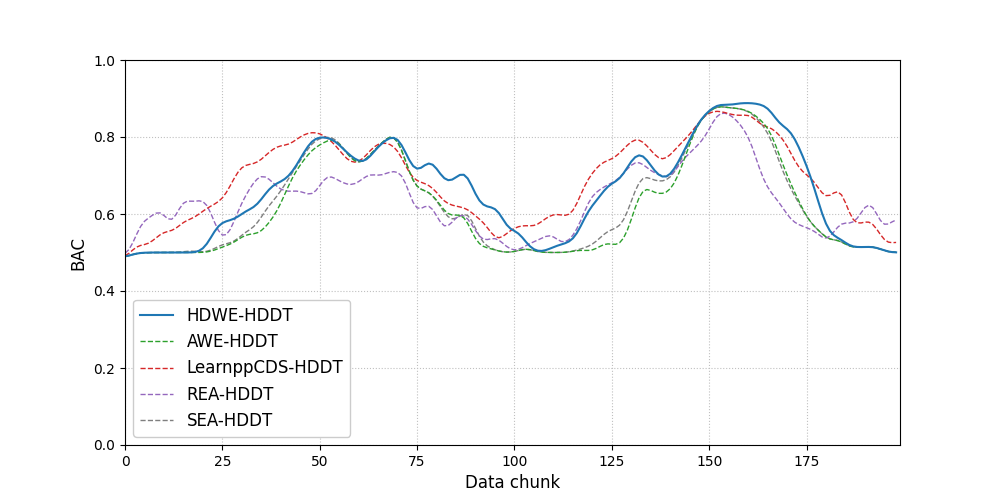 1.0
0.8
0.6
0.4
0.2
0.0
BAC
HDWE-HDDT
AWE-HDDT
LearnppCDS-HDDT
REA-HDDT
SEA-HDDT
0 25 50 75 100 125 150 175
Data chunk